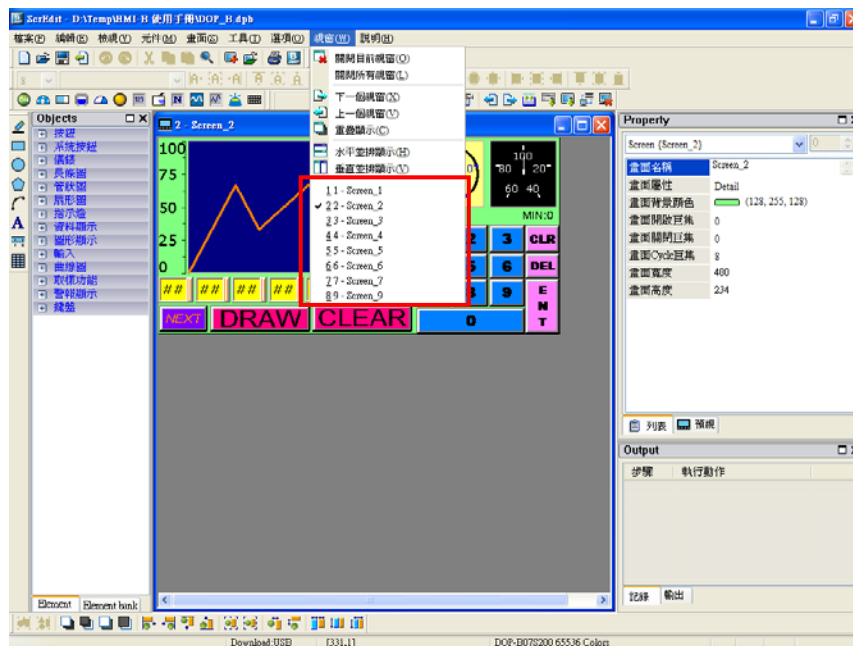 ScrEdit - D:\Temp\HMI-H 使用手冊\DOP_H.dpb
檔案(F) 編輯(E) 檢視(V) 元件(M) 畫面(S) 工具(T) 選項(O) 視窗(W) 說明(H)
關閉目前視窗(O)
關閉所有視窗(L)
下一個視窗(X)
上一個視窗(V)
重疊顯示(C)
水平並排顯示(H)
垂直並排顯示(V)
1 1 - Screen_1
2 2 - Screen_2
3 3 - Screen_3
4 4 - Screen_4
5 5 - Screen_5
6 6 - Screen_6
7 7 - Screen_7
8 9 - Screen_9
Objects
按鈕
系統按鈕
儀錶
長條圖
管狀圖
扇形圖
指示燈
資料顯示
圖形顯示
輸入
曲線圖
取樣功能
警報顯示
鍵盤
Element Element bank
2 - Screen_2
100
75
50
25
0
100
80 20
60 40
MIN:0
3 CLR
6 DEL
9 ENT
0
## ## ## ##
NEXT DRAW CLEAR
Property
Screen {Screen_2} 0
畫面名稱 Screen_2
畫面屬性 Detail
畫面背景顏色 (128, 255, 128)
畫面開啟巨集 0
畫面關閉巨集 0
畫面Cycle巨集 8
畫面寬度 480
畫面高度 234
列表 預視
Output
步驟 執行動作
記錄 輸出
Download:USB [331,1] DOP-B07S200 65536 Colors